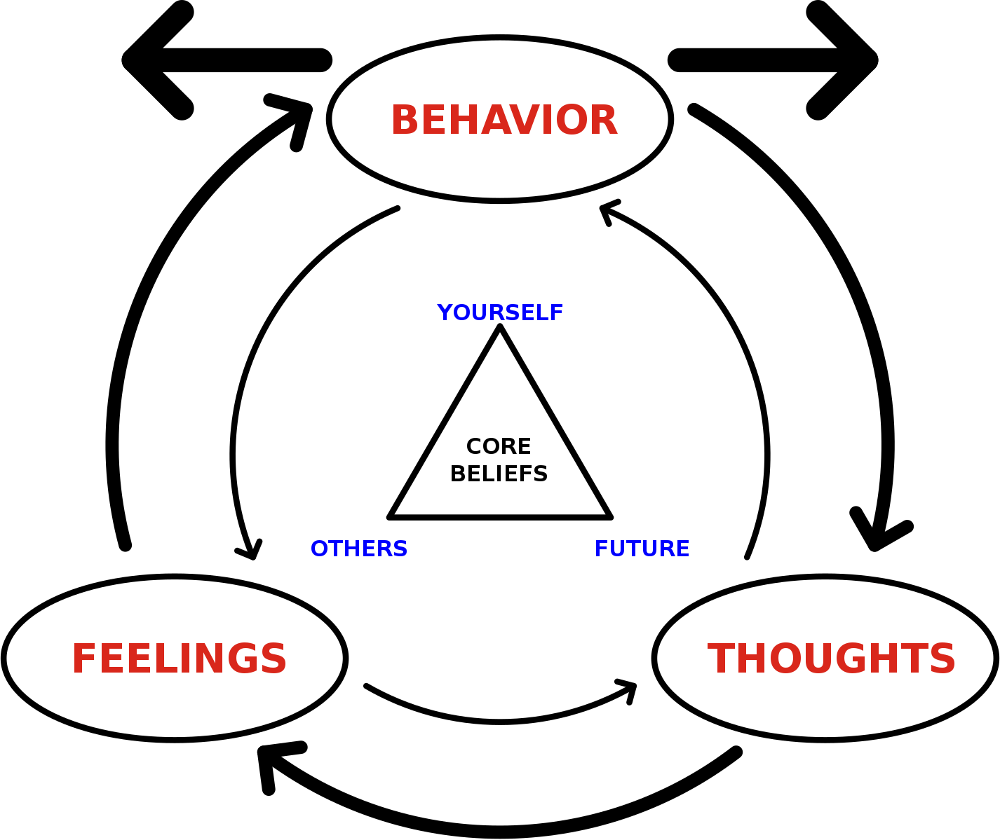 BEHAVIOR
YOURSELF
CORE
BELIEFS
OTHERS
FUTURE
FEELINGS
THOUGHTS